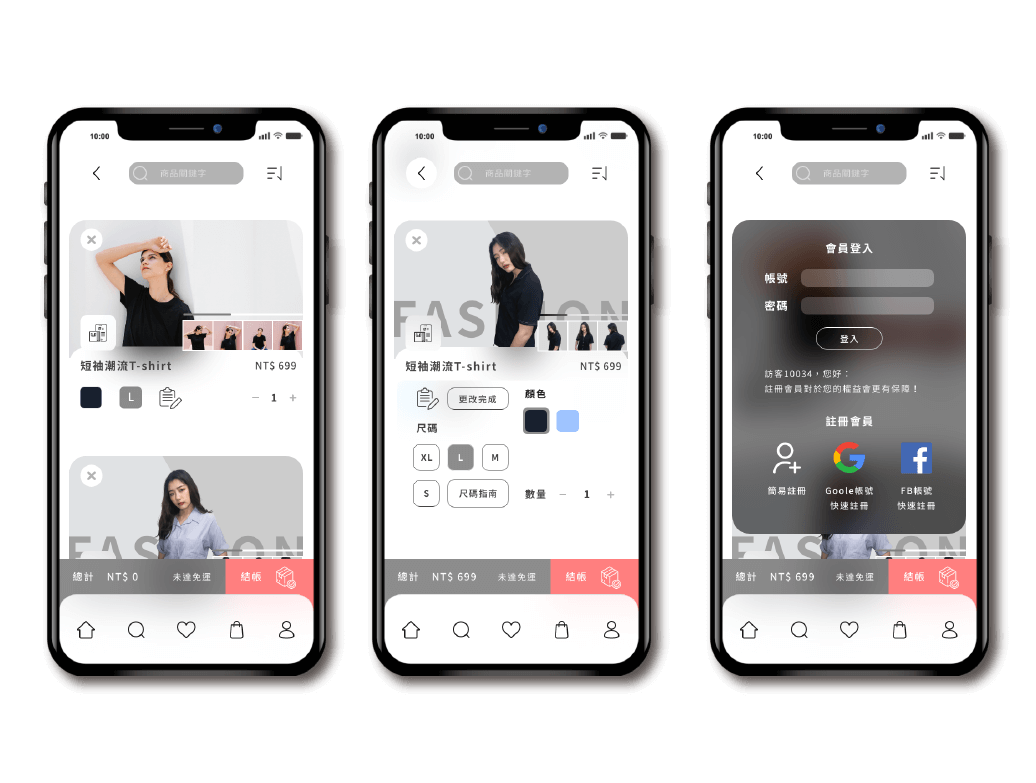 10:00
商品關鍵字
短袖潮流T-shirt
NT$ 699
L
1
FASHION
總計
NT$ 0
未達免運
結帳
10:00
商品關鍵字
FASHION
短袖潮流T-shirt
NT$ 699
更改完成
顏色
尺碼
XL
L
M
S
尺碼指南
數量
1
總計
NT$ 699
未達免運
結帳
10:00
商品關鍵字
會員登入
帳號
密碼
登入
訪客10034，您好：
註冊會員對於您的權益會更有保障！
註冊會員
簡易註冊
Goole帳號
快速註冊
FB帳號
快速註冊
FASHION
總計
NT$ 699
未達免運
結帳